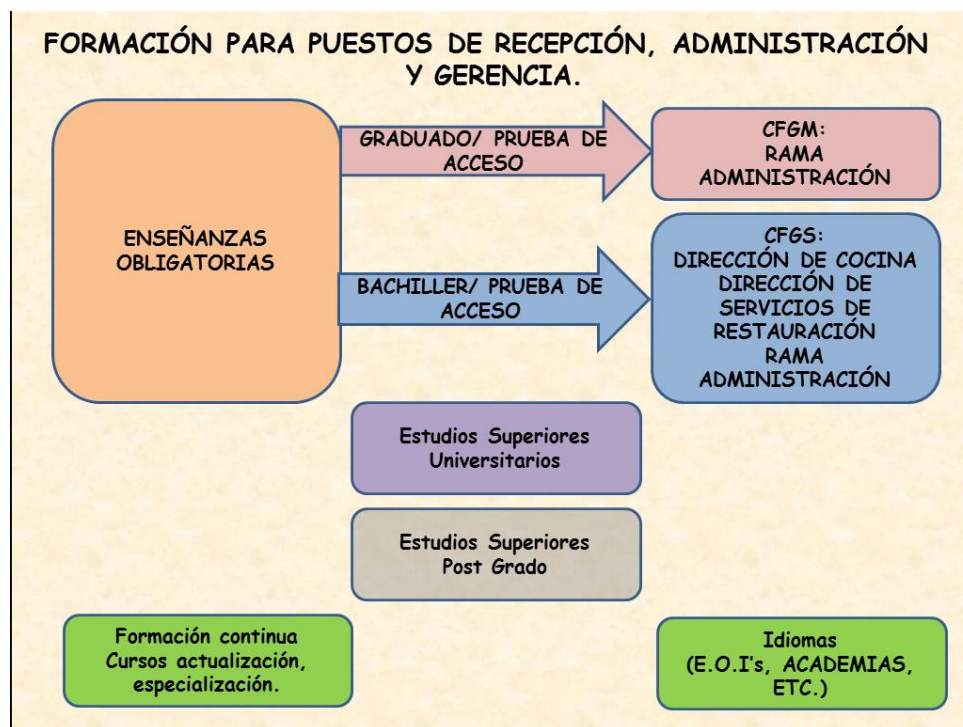 FORMACIÓN PARA PUESTOS DE RECEPCIÓN, ADMINISTRACIÓN
Y GERENCIA.
ENSEÑANZAS
OBLIGATORIAS
GRADUADO/ PRUEBA DE
ACCESO
CFGM:
RAMA
ADMINISTRACIÓN
BACHILLER/ PRUEBA DE
ACCESO
CFGS:
DIRECCIÓN DE COCINA
DIRECCIÓN DE
SERVICIOS DE
RESTAURACIÓN
RAMA
ADMINISTRACIÓN
Estudios Superiores
Universitarios
Estudios Superiores
Post Grado
Formación continua
Cursos actualización,
especialización.
Idiomas
(E.O.I's, ACADEMIAS,
ETC.)